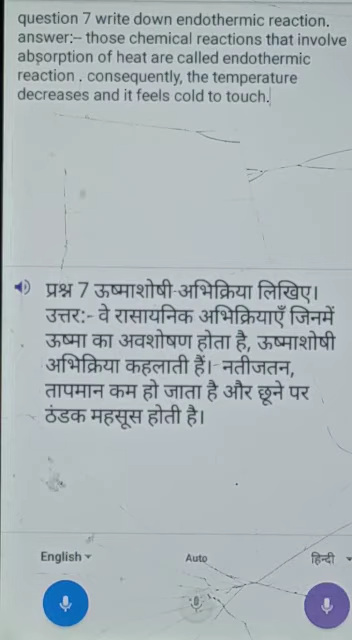 question 7 write down endothermic reaction.
answer:-- those chemical reactions that involve
absorption of heat are called endothermic
reaction . consequently, the temperature
decreases and it feels cold to touch.
प्रश्न 7 ऊष्माशोषी अभिक्रिया लिखिए।
उत्तर:- वे रासायनिक अभिक्रियाएँ जिनमें
ऊष्मा का अवशोषण होता है, ऊष्माशोषी
अभिक्रिया कहलाती हैं। नतीजतन,
तापमान कम हो जाता है और छूने पर
ठंडक महसूस होती है।
English
Auto
हिन्दी